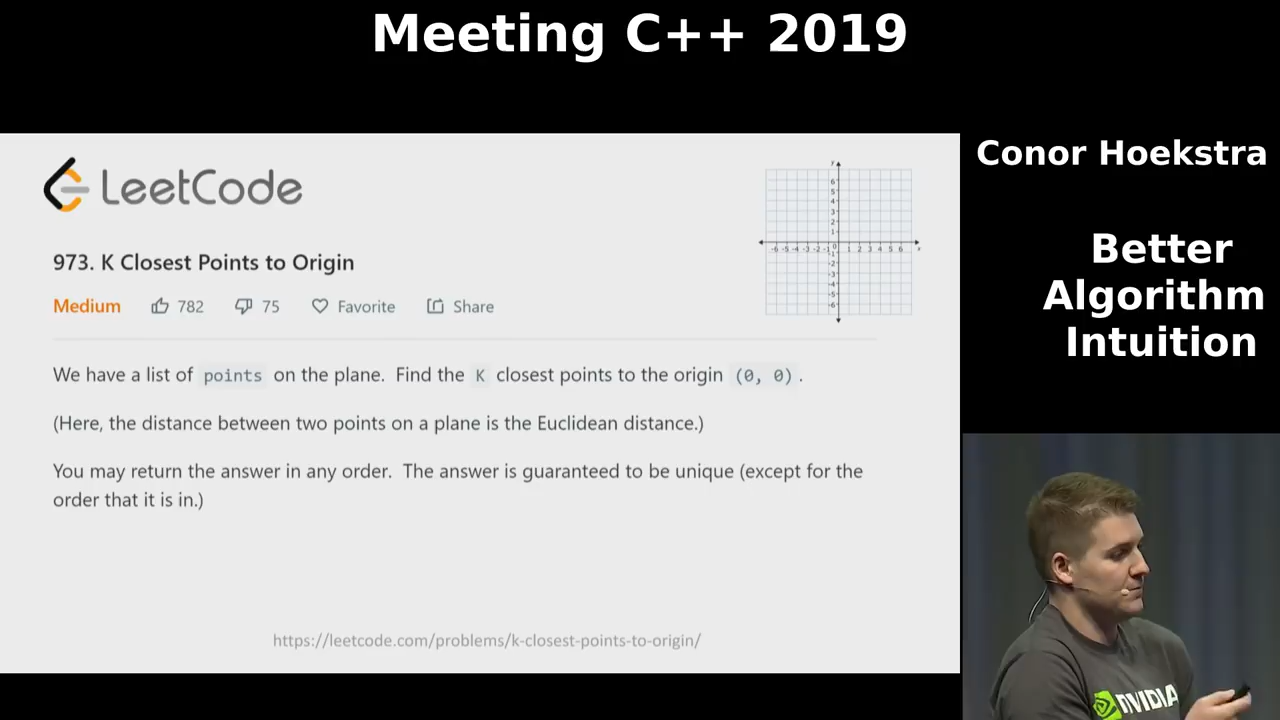 Meeting C++ 2019
LeetCode
973. K Closest Points to Origin
Medium 782 75 Favorite Share
We have a list of points on the plane. Find the K closest points to the origin (0, 0) .
(Here, the distance between two points on a plane is the Euclidean distance.)
You may return the answer in any order. The answer is guaranteed to be unique (except for the
order that it is in.)
https://leetcode.com/problems/k-closest-points-to-origin/
Conor Hoekstra
Better
Algorithm
Intuition
NVIDIA